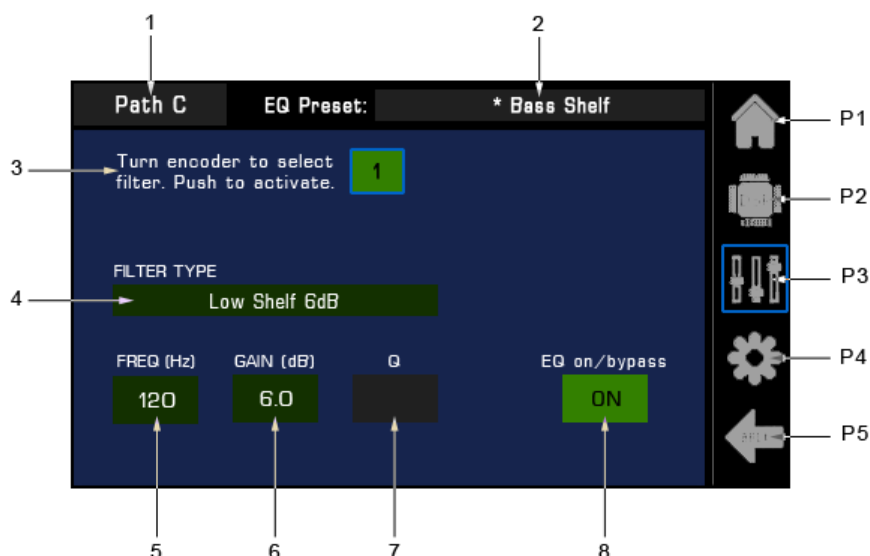 1
2
Path C
EQ Preset:
* Bass Shelf
P1
3
Turn encoder to select
filter. Push to activate.
1
P2
FILTER TYPE
P3
4
Low Shelf 6dB
FREQ (Hz)
GAIN (dB)
Q
EQ on/bypass
P4
120
6.0
ON
P5
5
6
7
8